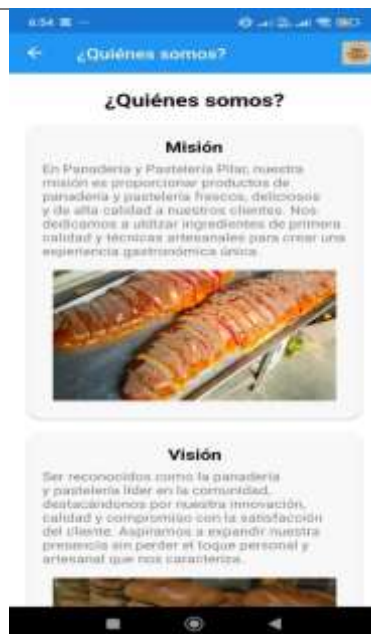 6:54
¿Quiénes somos?
¿Quiénes somos?
Misión
En Panadería y Pastelería Pilar, nuestra
misión es proporcionar productos de
panadería y pastelería frescos, deliciosos
y de alta calidad a nuestros clientes. Nos
dedicamos a utilizar ingredientes de primera
calidad y técnicas artesanales para crear una
experiencia gastronómica única.
Visión
Ser reconocidos como la panadería
y pastelería líder en la comunidad,
destacándonos por nuestra innovación,
calidad y compromiso con la satisfacción
del cliente. Aspiramos a expandir nuestra
presencia sin perder el toque personal y
artesanal que nos caracteriza.